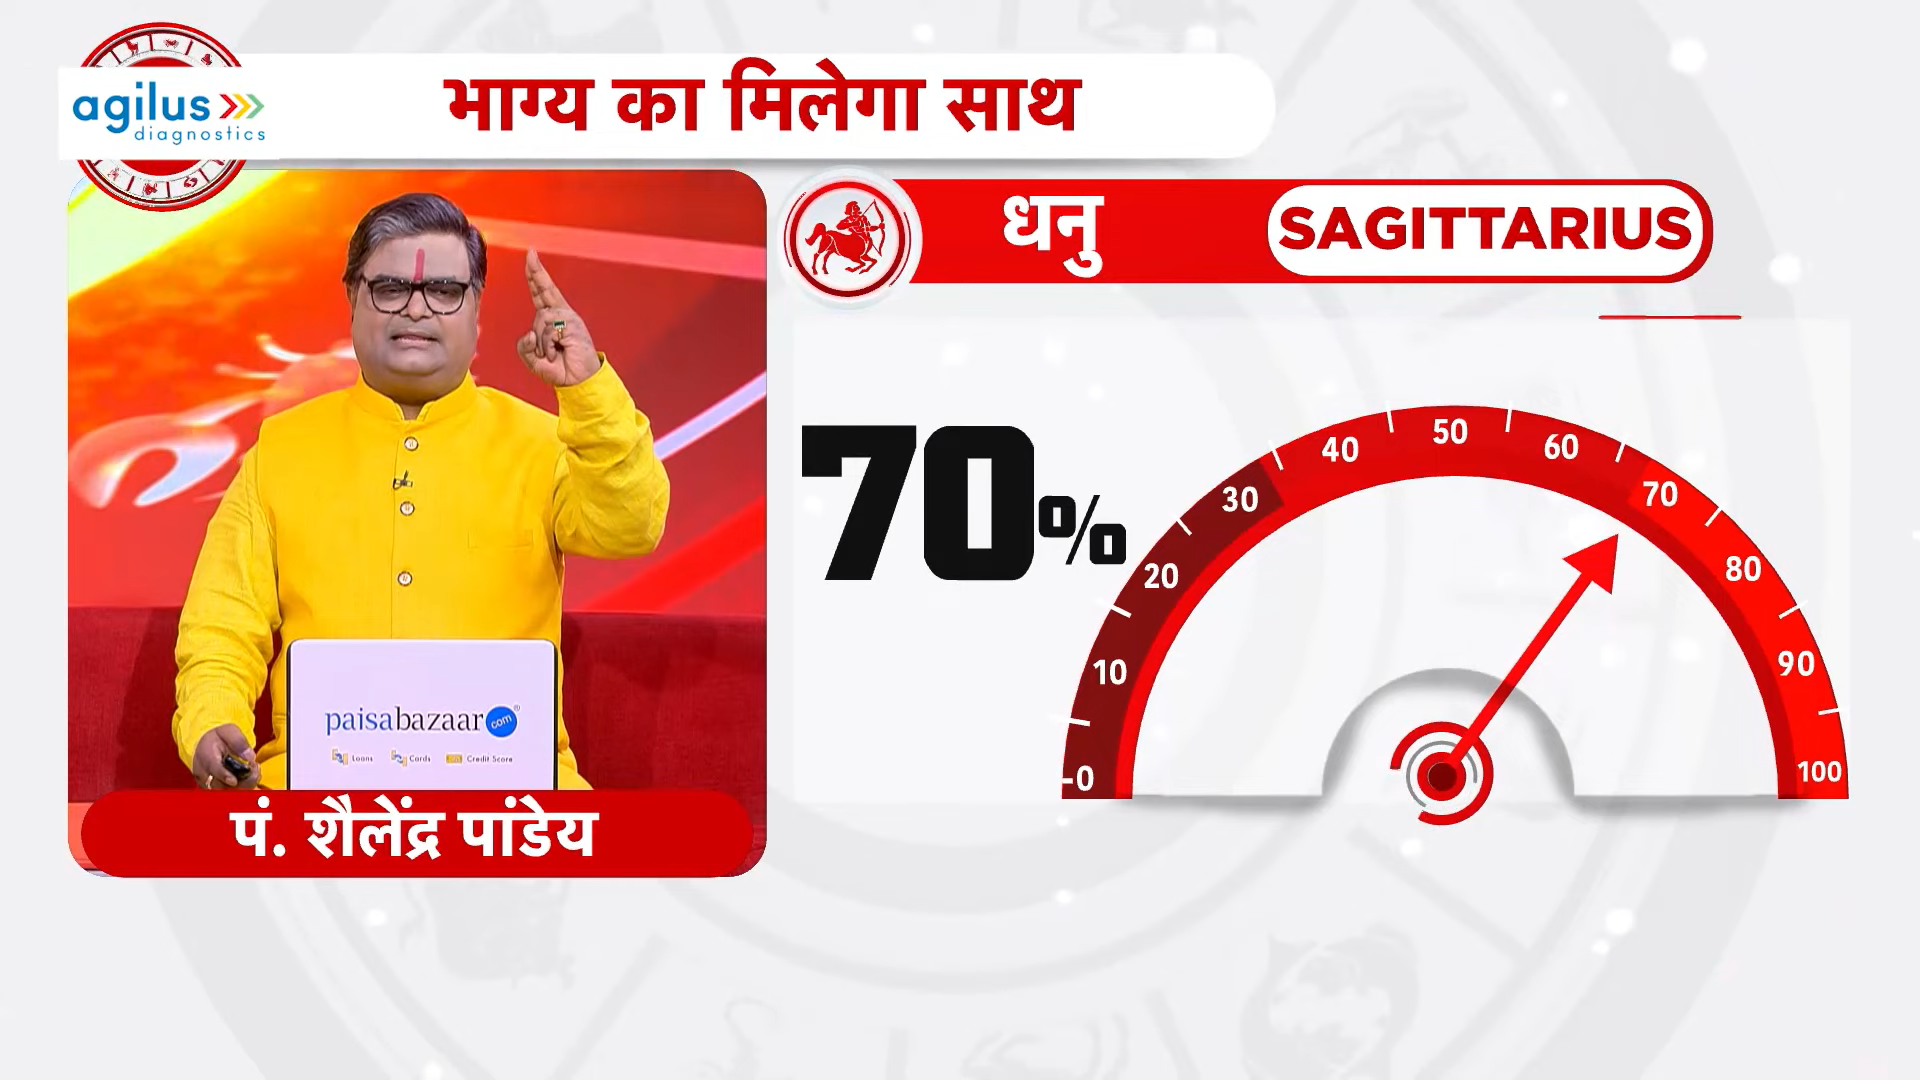 भाग्य का मिलेगा साथ
agilus
diagnostics
धनु
SAGITTARIUS
70%
0
10
20
30
40
50
60
70
80
90
100
paisabazaar.com
Loans Cards Credit Score
पं. शैलेंद्र पांडेय